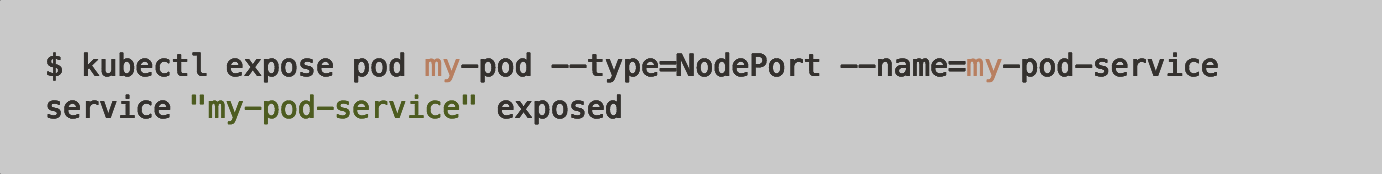 $ kubectl expose pod my-pod --type=NodePort --name=my-pod-service
service "my-pod-service" exposed